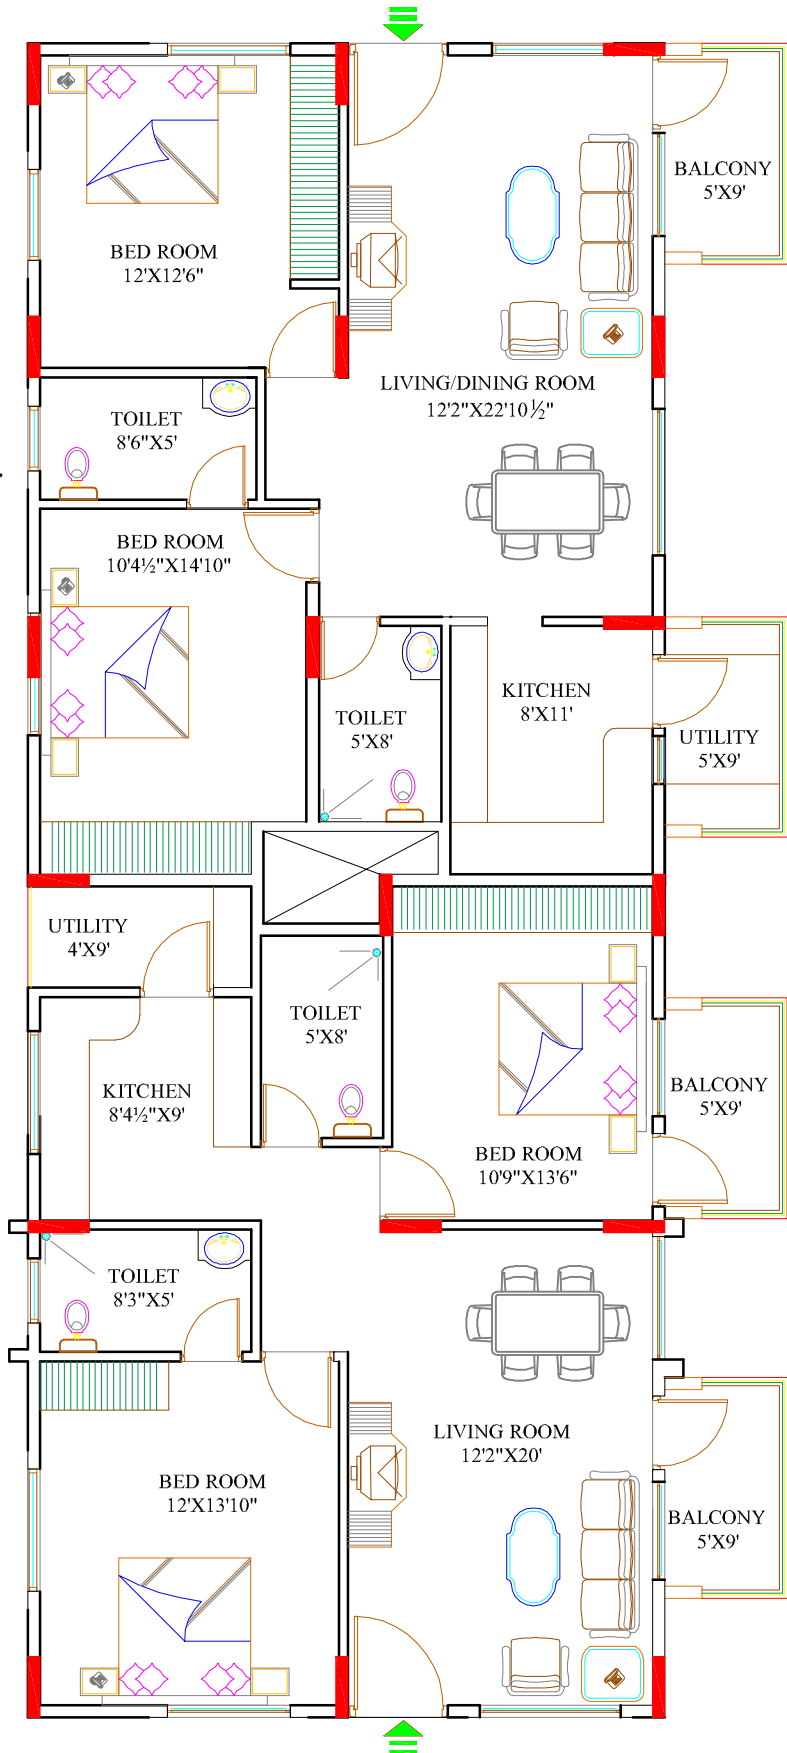 BALCONY
5'X9'
BED ROOM
12'X12'6"
LIVING/DINING ROOM
12'2"X22'10½"
TOILET
8'6"X5'
BED ROOM
10'4½"X14'10"
KITCHEN
8'X11'
TOILET
5'X8'
UTILITY
5'X9'
UTILITY
4'X9'
TOILET
5'X8'
KITCHEN
8'4½"X9'
BALCONY
5'X9'
BED ROOM
10'9"X13'6"
TOILET
8'3"X5'
LIVING ROOM
12'2"X20'
BED ROOM
12'X13'10"
BALCONY
5'X9'